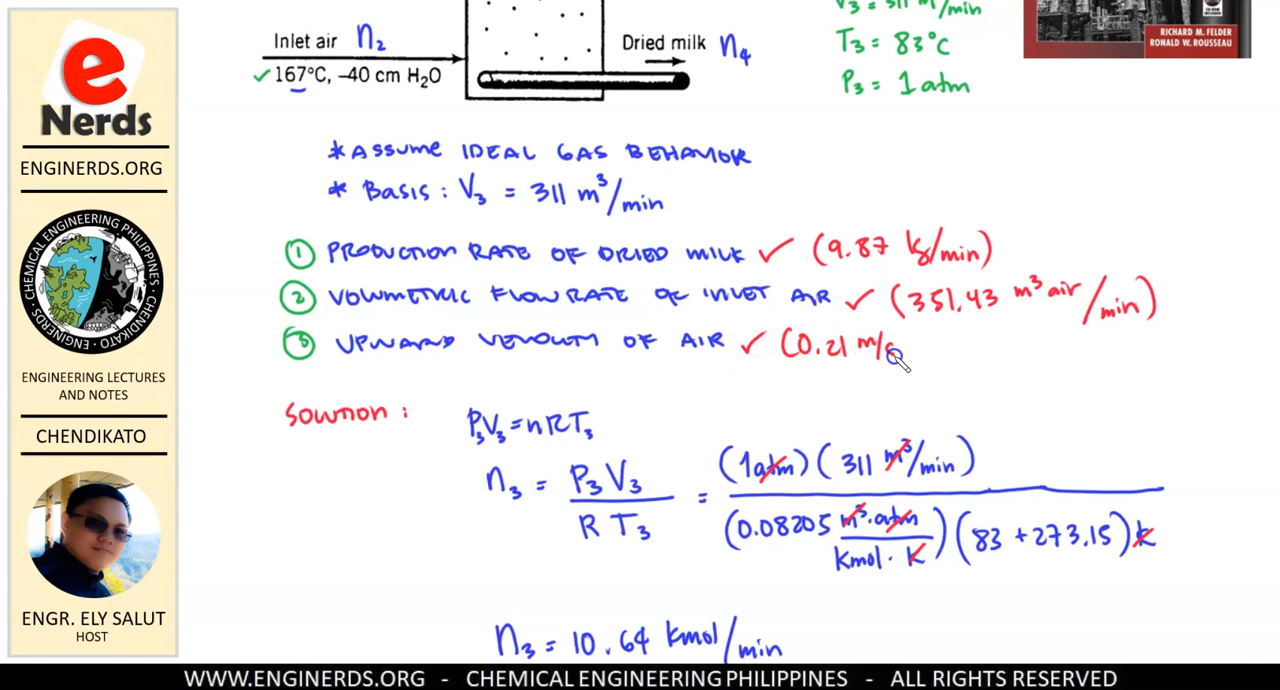 V₃ = 311 m³/min
T₃ = 83°C
P₃ = 1 atm
RICHARD M. FELDER
RONALD W. ROUSSEAU
Inlet air n₂
✓ 167°C, –40 cm H₂O
Dried milk n₄
e
Nerds
ENGINERDS.ORG
CHEMICAL ENGINEERING PHILIPPINES
CHENDIKATO
ENGINEERING LECTURES
AND NOTES
CHENDIKATO
ENGR. ELY SALUT
HOST
* ASSUME IDEAL GAS BEHAVIOR
* Basis: V₃ = 311 m³/min
① PRODUCTION RATE OF DRIED MILK ✓ (9.87 kg/min)
② VOLUMETRIC FLOW RATE OF INLET AIR ✓ (351.43 m³ air/min)
③ UPWARD VELOCITY OF AIR ✓ (0.21 m/s
SOLUTION:
P₃V₃ = nRT₃
n₃ = P₃V₃ / RT₃ = (1 atm)(311 m³/min) / (0.08205 m³·atm / kmol·K)(83 + 273.15)K
n₃ = 10.64 kmol/min
WWW.ENGINERDS.ORG - CHEMICAL ENGINEERING PHILIPPINES - ALL RIGHTS RESERVED